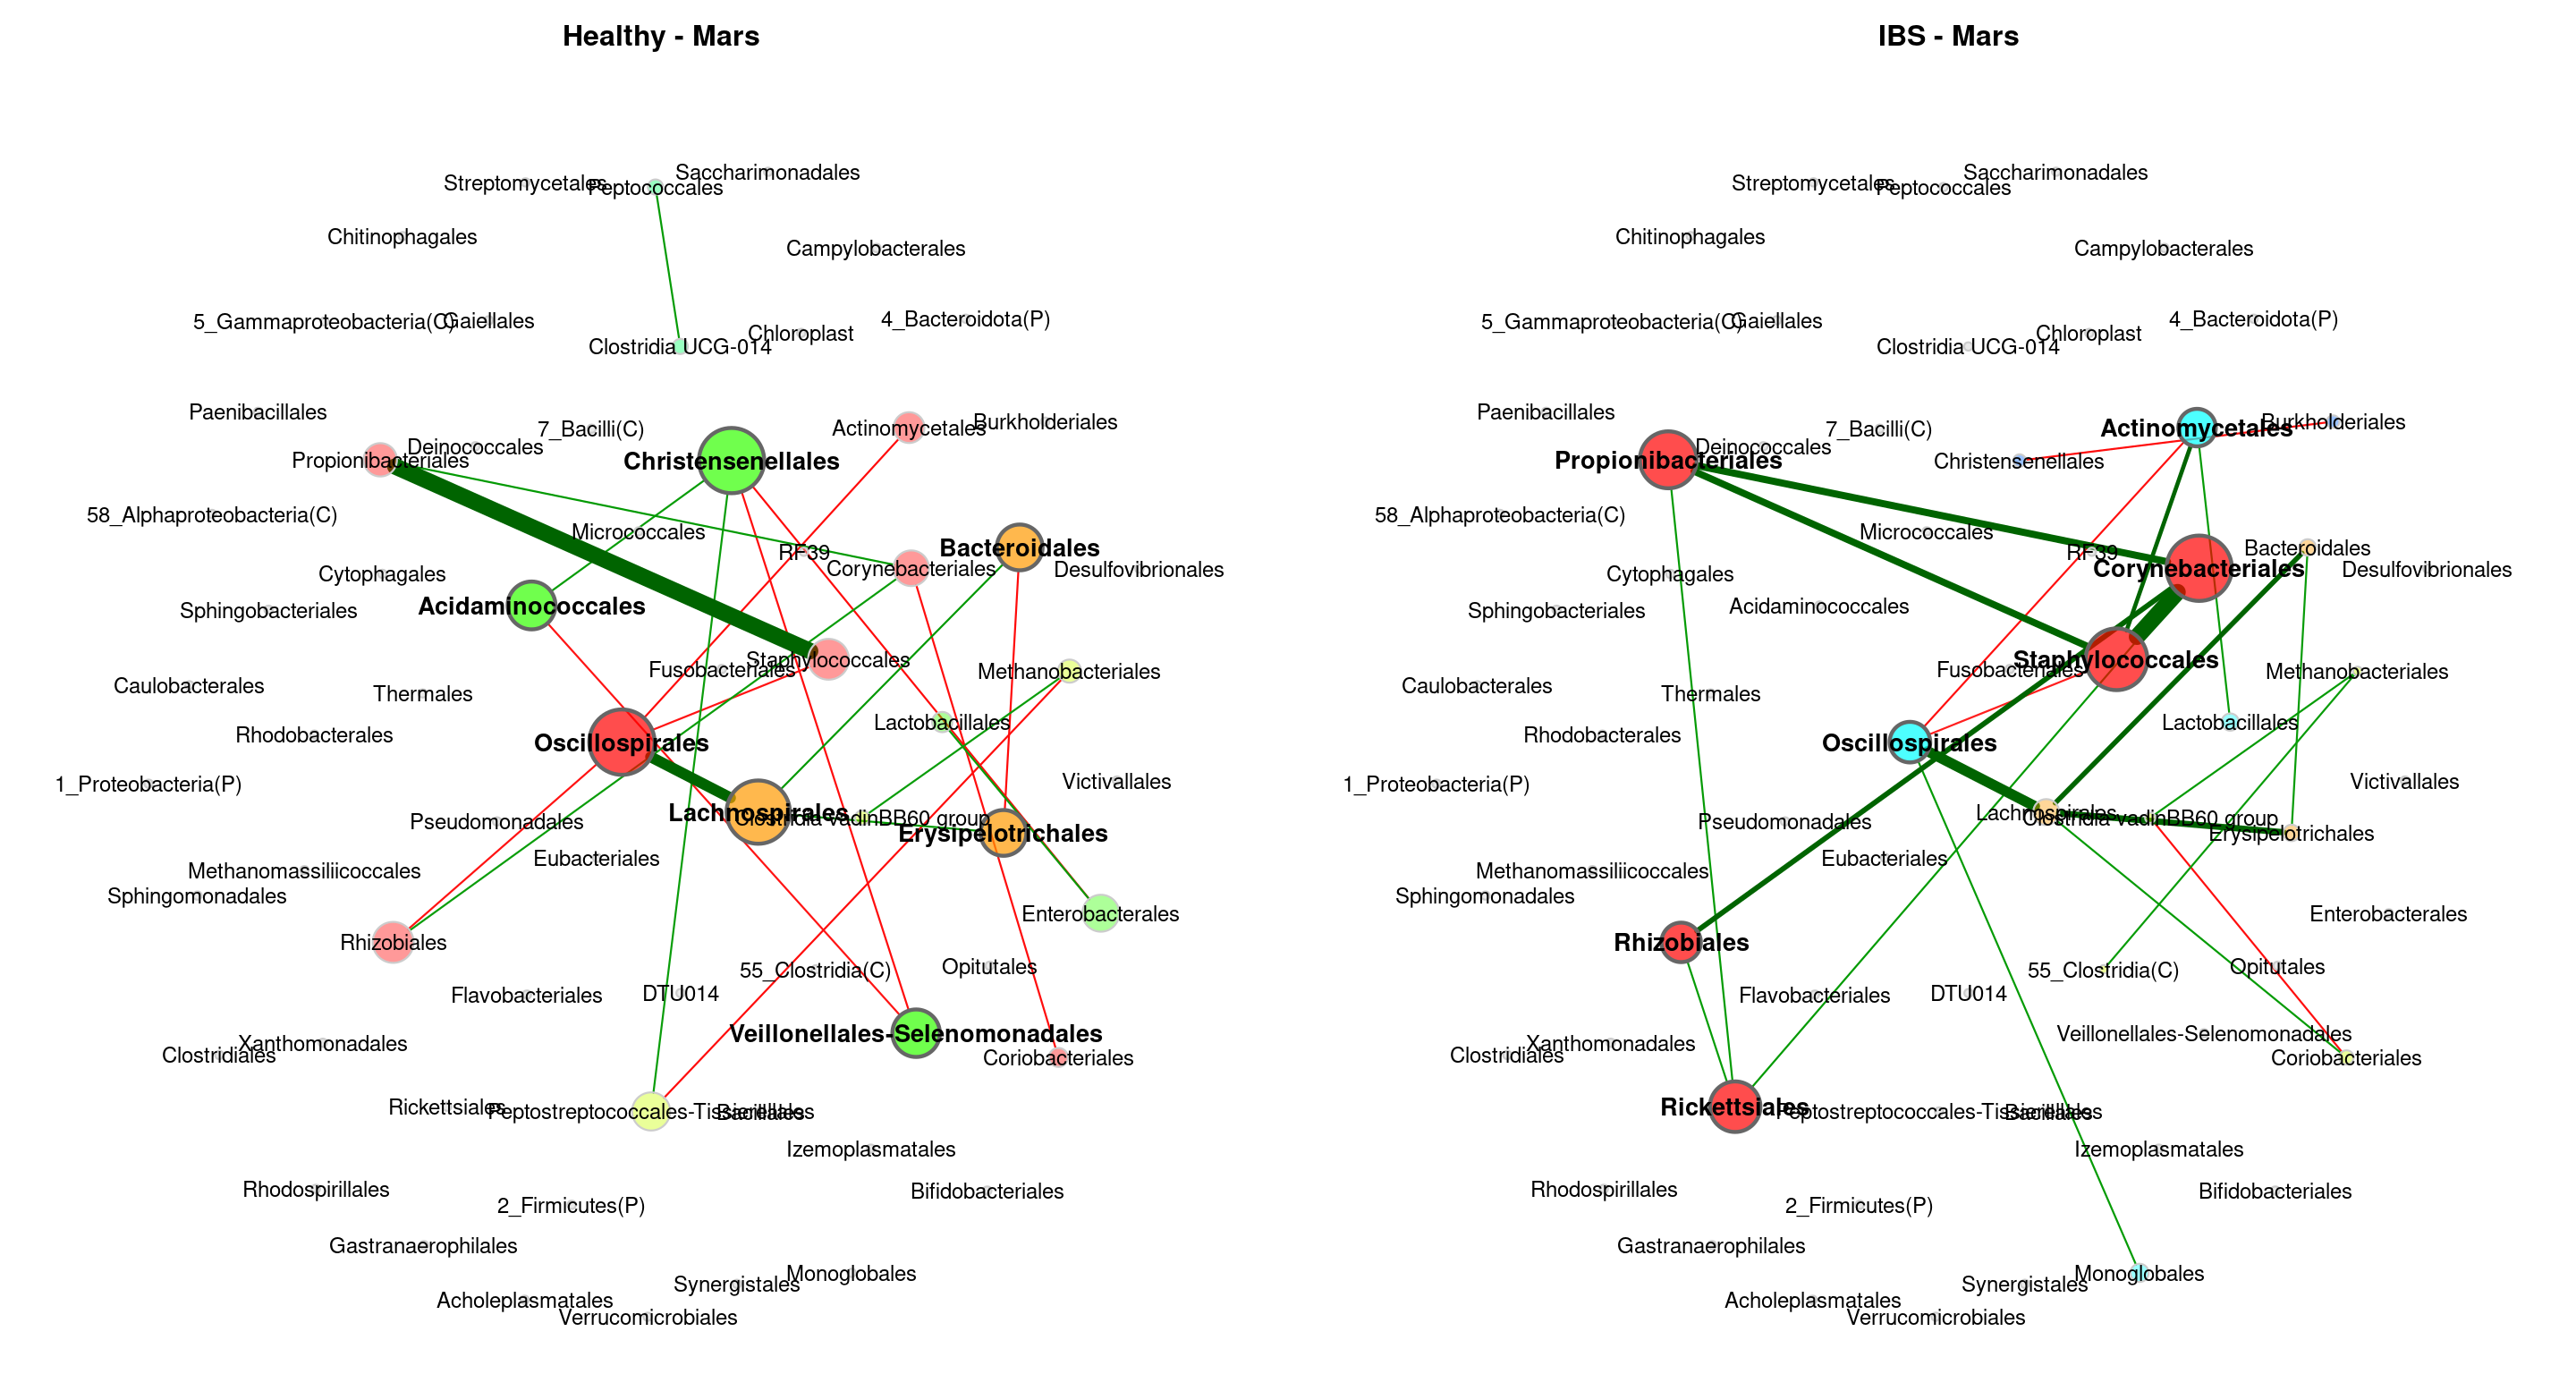 Healthy - Mars
Saccharimonadales
Streptomycetales
Peptococcales
Chitinophagales
Campylobacterales
4_Bacteroidota(P)
5_Gammaproteobacteria(C)
Gaiellales
Chloroplast
Clostridia UCG-014
Paenibacillales
Burkholderiales
Actinomycetales
7_Bacilli(C)
Deinococcales
Propionibacteriales
Christensenellales
58_Alphaproteobacteria(C)
Micrococcales
Bacteroidales
RF39
Corynebacteriales
Desulfovibrionales
Cytophagales
Acidaminococcales
Sphingobacteriales
Staphylococcales
Fusobacteriales
Methanobacteriales
Caulobacterales
Thermales
Lactobacillales
Rhodobacterales
Oscillospirales
Victivallales
1_Proteobacteria(P)
Lachnospirales
Clostridia vadinBB60 group
Pseudomonadales
Erysipelotrichales
Eubacteriales
Methanomassiliicoccales
Sphingomonadales
Enterobacterales
Rhizobiales
Opitutales
55_Clostridia(C)
DTU014
Flavobacteriales
Veillonellales-Selenomonadales
Xanthomonadales
Clostridiales
Coriobacteriales
Rickettsiales
Peptostreptococcales-Tissierellales
Bacillales
Izemoplasmatales
Rhodospirillales
Bifidobacteriales
2_Firmicutes(P)
Gastranaerophilales
Monoglobales
Synergistales
Acholeplasmatales
Verrucomicrobiales
IBS - Mars
Saccharimonadales
Streptomycetales
Peptococcales
Chitinophagales
Campylobacterales
4_Bacteroidota(P)
5_Gammaproteobacteria(C)
Gaiellales
Chloroplast
Clostridia UCG-014
Paenibacillales
Burkholderiales
Actinomycetales
7_Bacilli(C)
Deinococcales
Propionibacteriales
Christensenellales
58_Alphaproteobacteria(C)
Micrococcales
Bacteroidales
RF39
Corynebacteriales
Desulfovibrionales
Cytophagales
Acidaminococcales
Sphingobacteriales
Staphylococcales
Fusobacteriales
Methanobacteriales
Caulobacterales
Thermales
Lactobacillales
Rhodobacterales
Oscillospirales
Victivallales
1_Proteobacteria(P)
Lachnospirales
Clostridia vadinBB60 group
Pseudomonadales
Erysipelotrichales
Eubacteriales
Methanomassiliicoccales
Sphingomonadales
Enterobacterales
Rhizobiales
Opitutales
55_Clostridia(C)
DTU014
Flavobacteriales
Veillonellales-Selenomonadales
Xanthomonadales
Clostridiales
Coriobacteriales
Rickettsiales
Peptostreptococcales-Tissierellales
Bacillales
Izemoplasmatales
Rhodospirillales
Bifidobacteriales
2_Firmicutes(P)
Gastranaerophilales
Monoglobales
Synergistales
Acholeplasmatales
Verrucomicrobiales